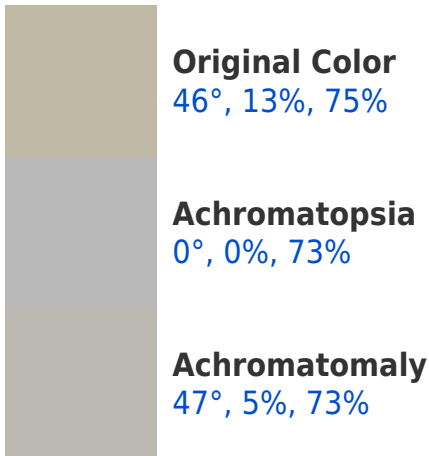 Original Color
46°, 13%, 75%
Achromatopsia
0°, 0%, 73%
Achromatomaly
47°, 5%, 73%